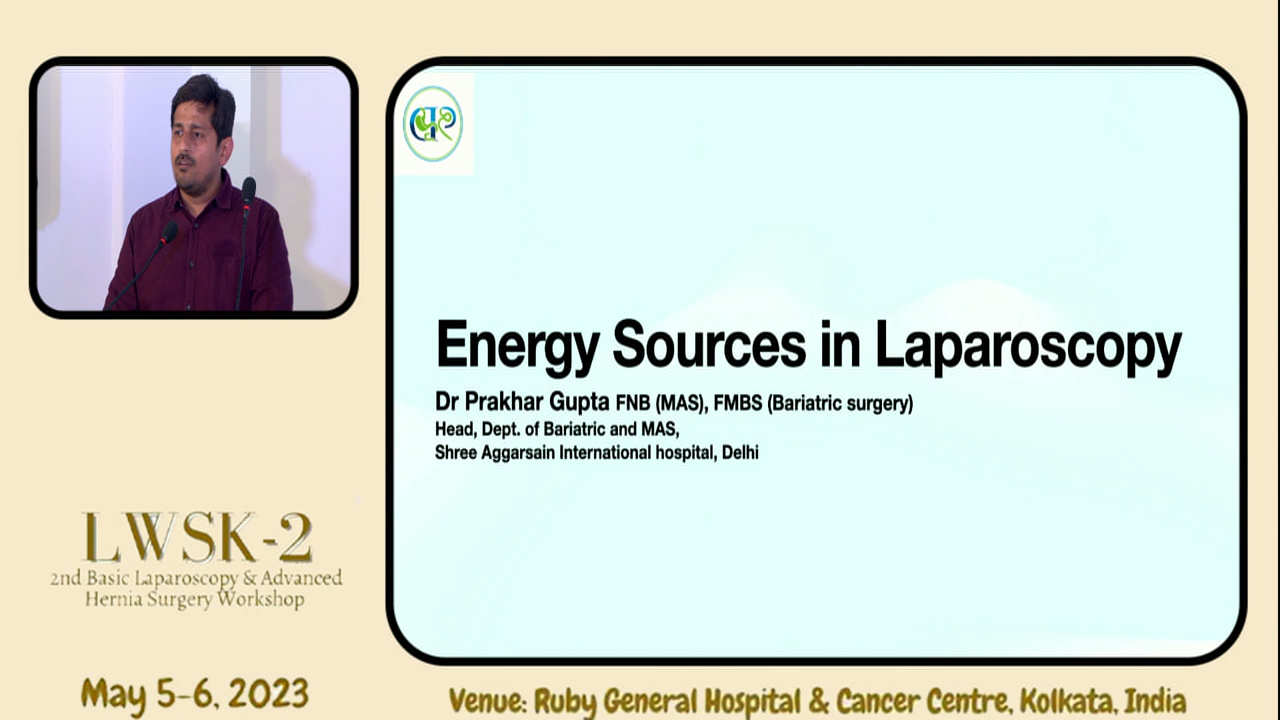 Energy Sources in Laparoscopy
Dr Prakhar Gupta FNB (MAS), FMBS (Bariatric surgery)
Head, Dept. of Bariatric and MAS,
Shree Aggarsain International hospital, Delhi
LWSK-2
2nd Basic Laparoscopy & Advanced
Hernia Surgery Workshop
May 5-6, 2023
Venue: Ruby General Hospital & Cancer Centre, Kolkata, India